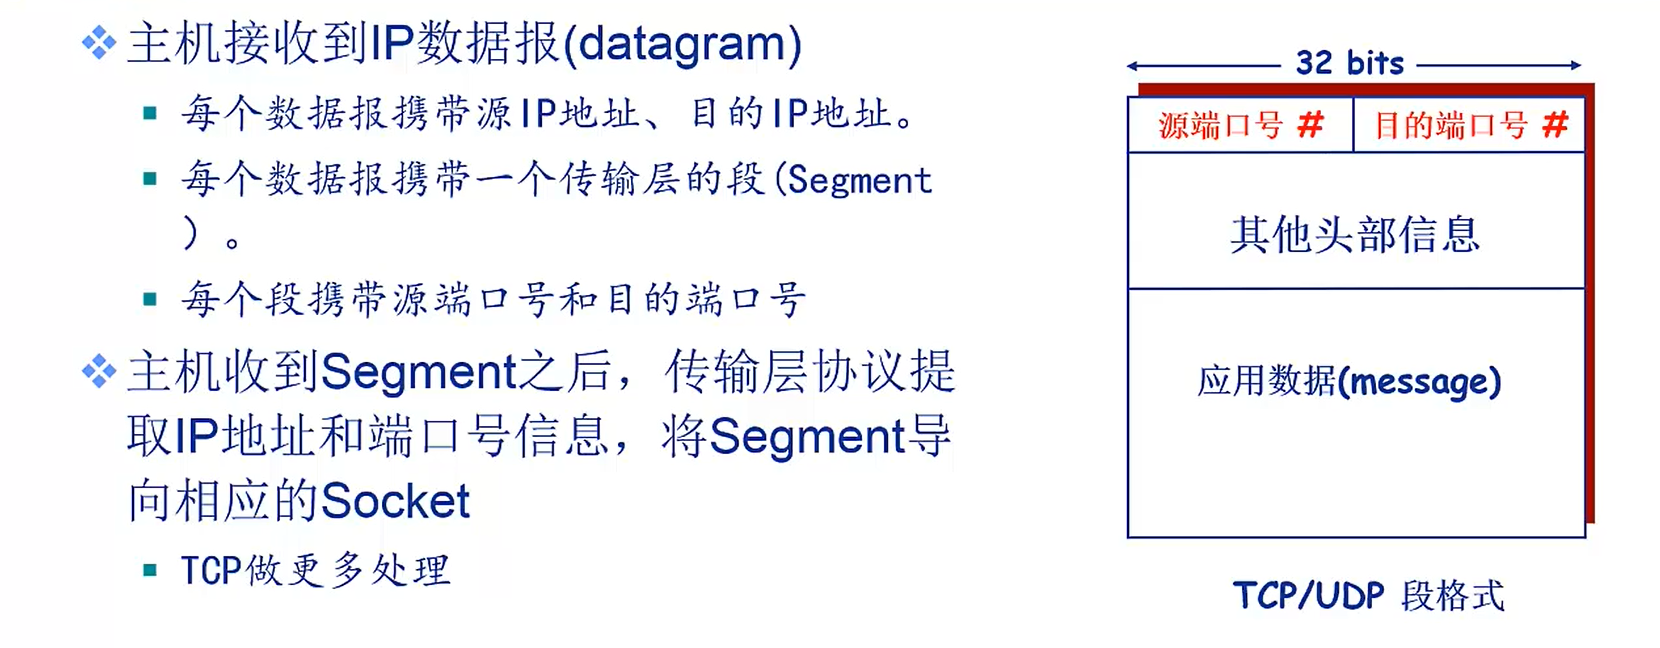 主机接收到IP数据报(datagram)
每个数据报携带源IP地址、目的IP地址。
每个数据报携带一个传输层的段(Segment
)。
每个段携带源端口号和目的端口号
主机收到Segment之后，传输层协议提
取IP地址和端口号信息，将Segment导
向相应的Socket
TCP做更多处理
32 bits
源端口号 # 目的端口号 #
其他头部信息
应用数据(message)
TCP/UDP 段格式